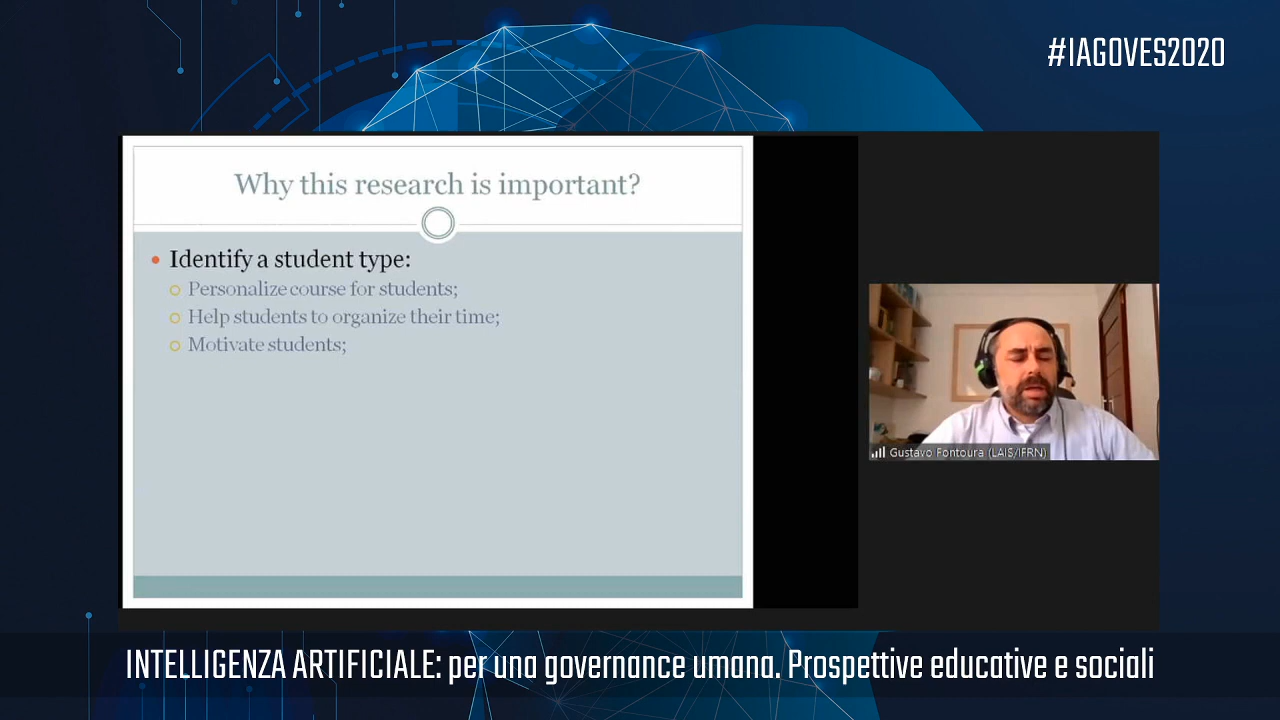 #IAGOVES2020
Why this research is important?
Identify a student type:
Personalize course for students;
Help students to organize their time;
Motivate students;
Gustavo Fontoura (LAIS/IFRN)
INTELLIGENZA ARTIFICIALE: per una governance umana. Prospettive educative e sociali